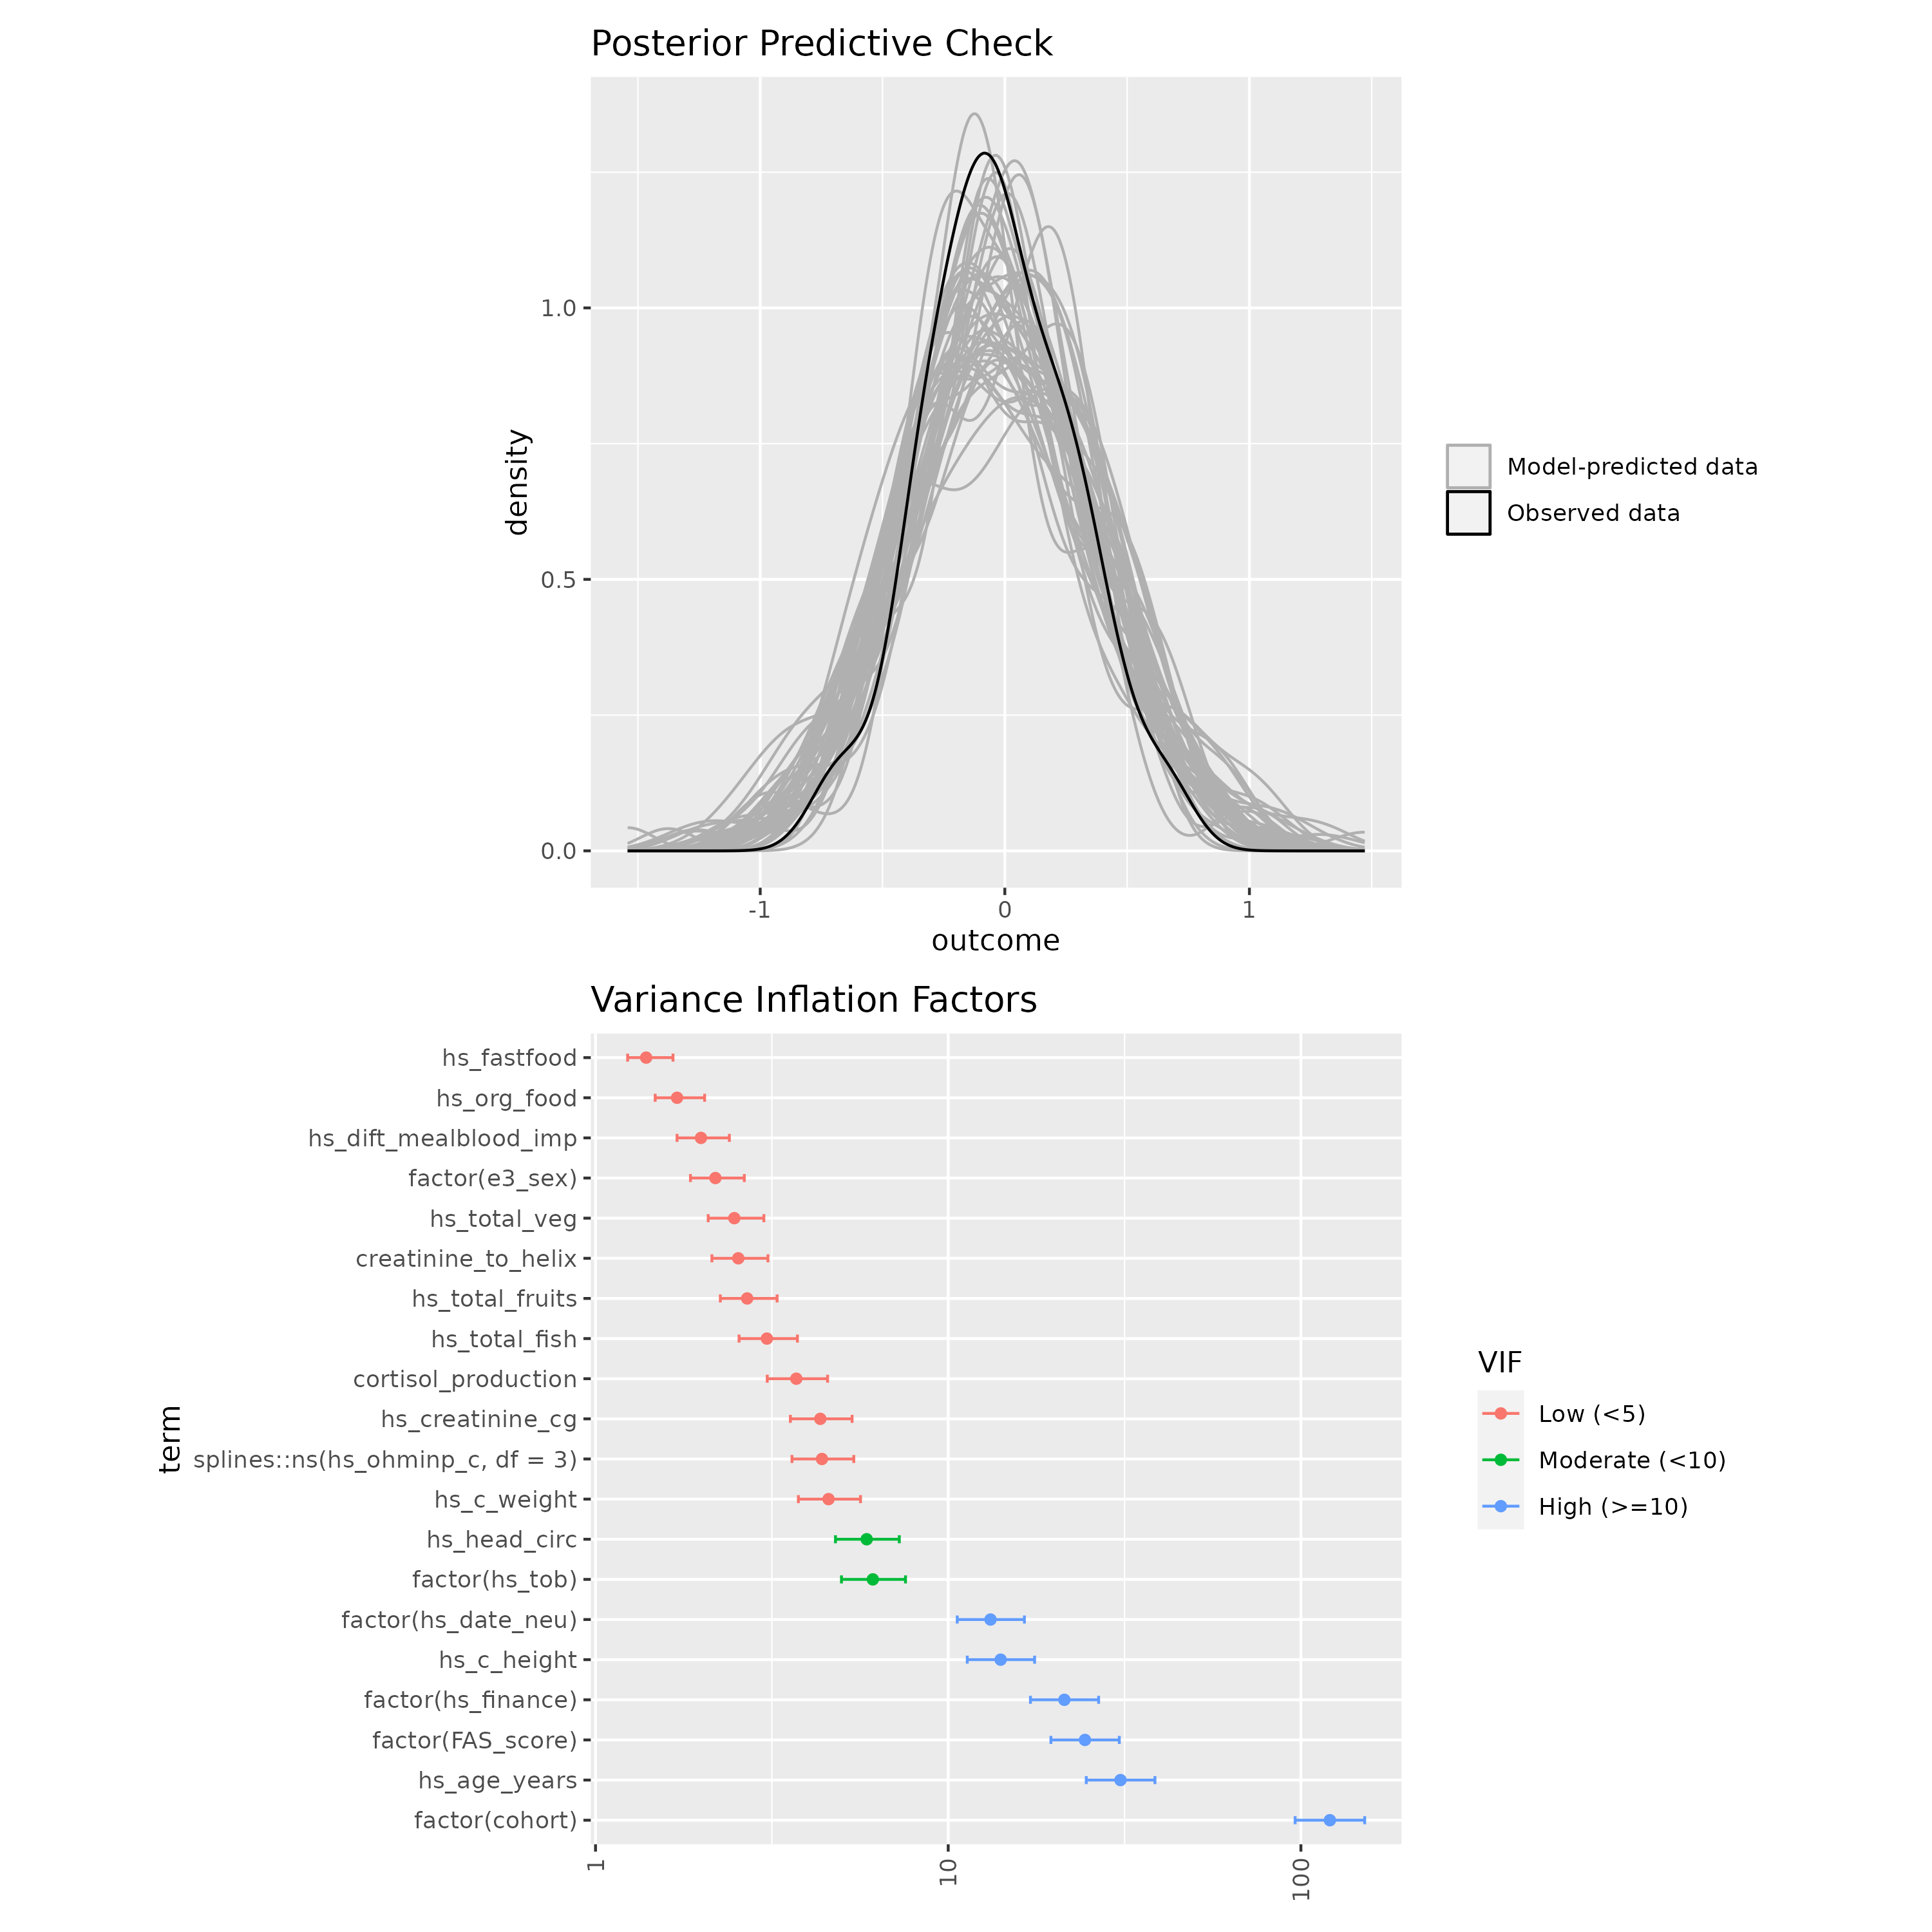 Posterior Predictive Check
density
1.0
0.5
0.0
-1
0
1
outcome
Model-predicted data
Observed data
Variance Inflation Factors
term
hs_fastfood
hs_org_food
hs_dift_mealblood_imp
factor(e3_sex)
hs_total_veg
creatinine_to_helix
hs_total_fruits
hs_total_fish
cortisol_production
hs_creatinine_cg
splines::ns(hs_ohminp_c, df = 3)
hs_c_weight
hs_head_circ
factor(hs_tob)
factor(hs_date_neu)
hs_c_height
factor(hs_finance)
factor(FAS_score)
hs_age_years
factor(cohort)
1
10
100
VIF
Low (<5)
Moderate (<10)
High (>=10)